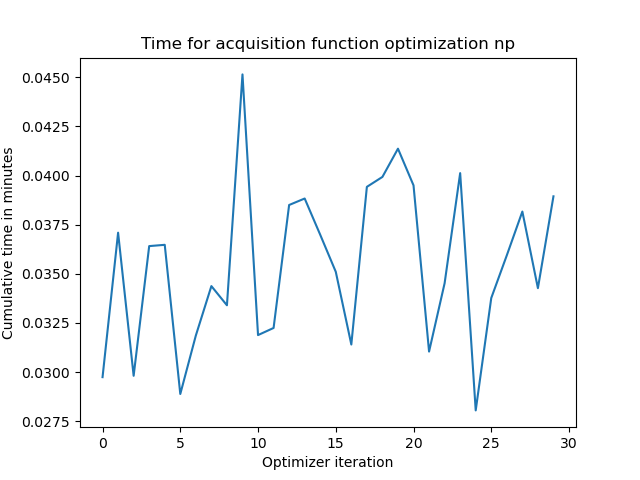 Time for acquisition function optimization np
Cumulative time in minutes
0.0450
0.0425
0.0400
0.0375
0.0350
0.0325
0.0300
0.0275
0 5 10 15 20 25 30
Optimizer iteration